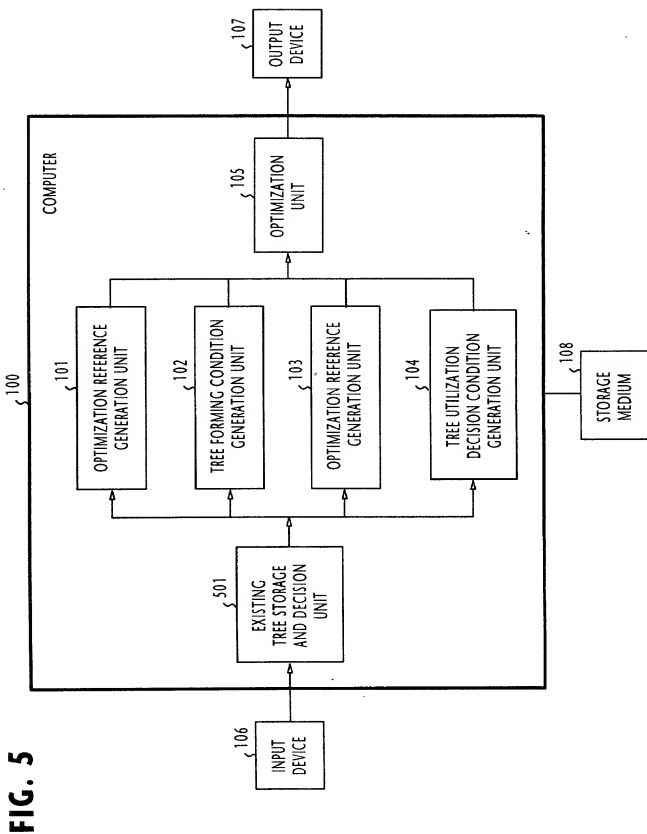 FIG. 5
100
COMPUTER
106
INPUT
DEVICE
501
EXISTING
TREE STORAGE
AND DECISION
UNIT
101
OPTIMIZATION REFERENCE
GENERATION UNIT
102
TREE FORMING CONDITION
GENERATION UNIT
103
OPTIMIZATION REFERENCE
GENERATION UNIT
104
TREE UTILIZATION
DECISION CONDITION
GENERATION UNIT
105
OPTIMIZATION
UNIT
107
OUTPUT
DEVICE
108
STORAGE
MEDIUM